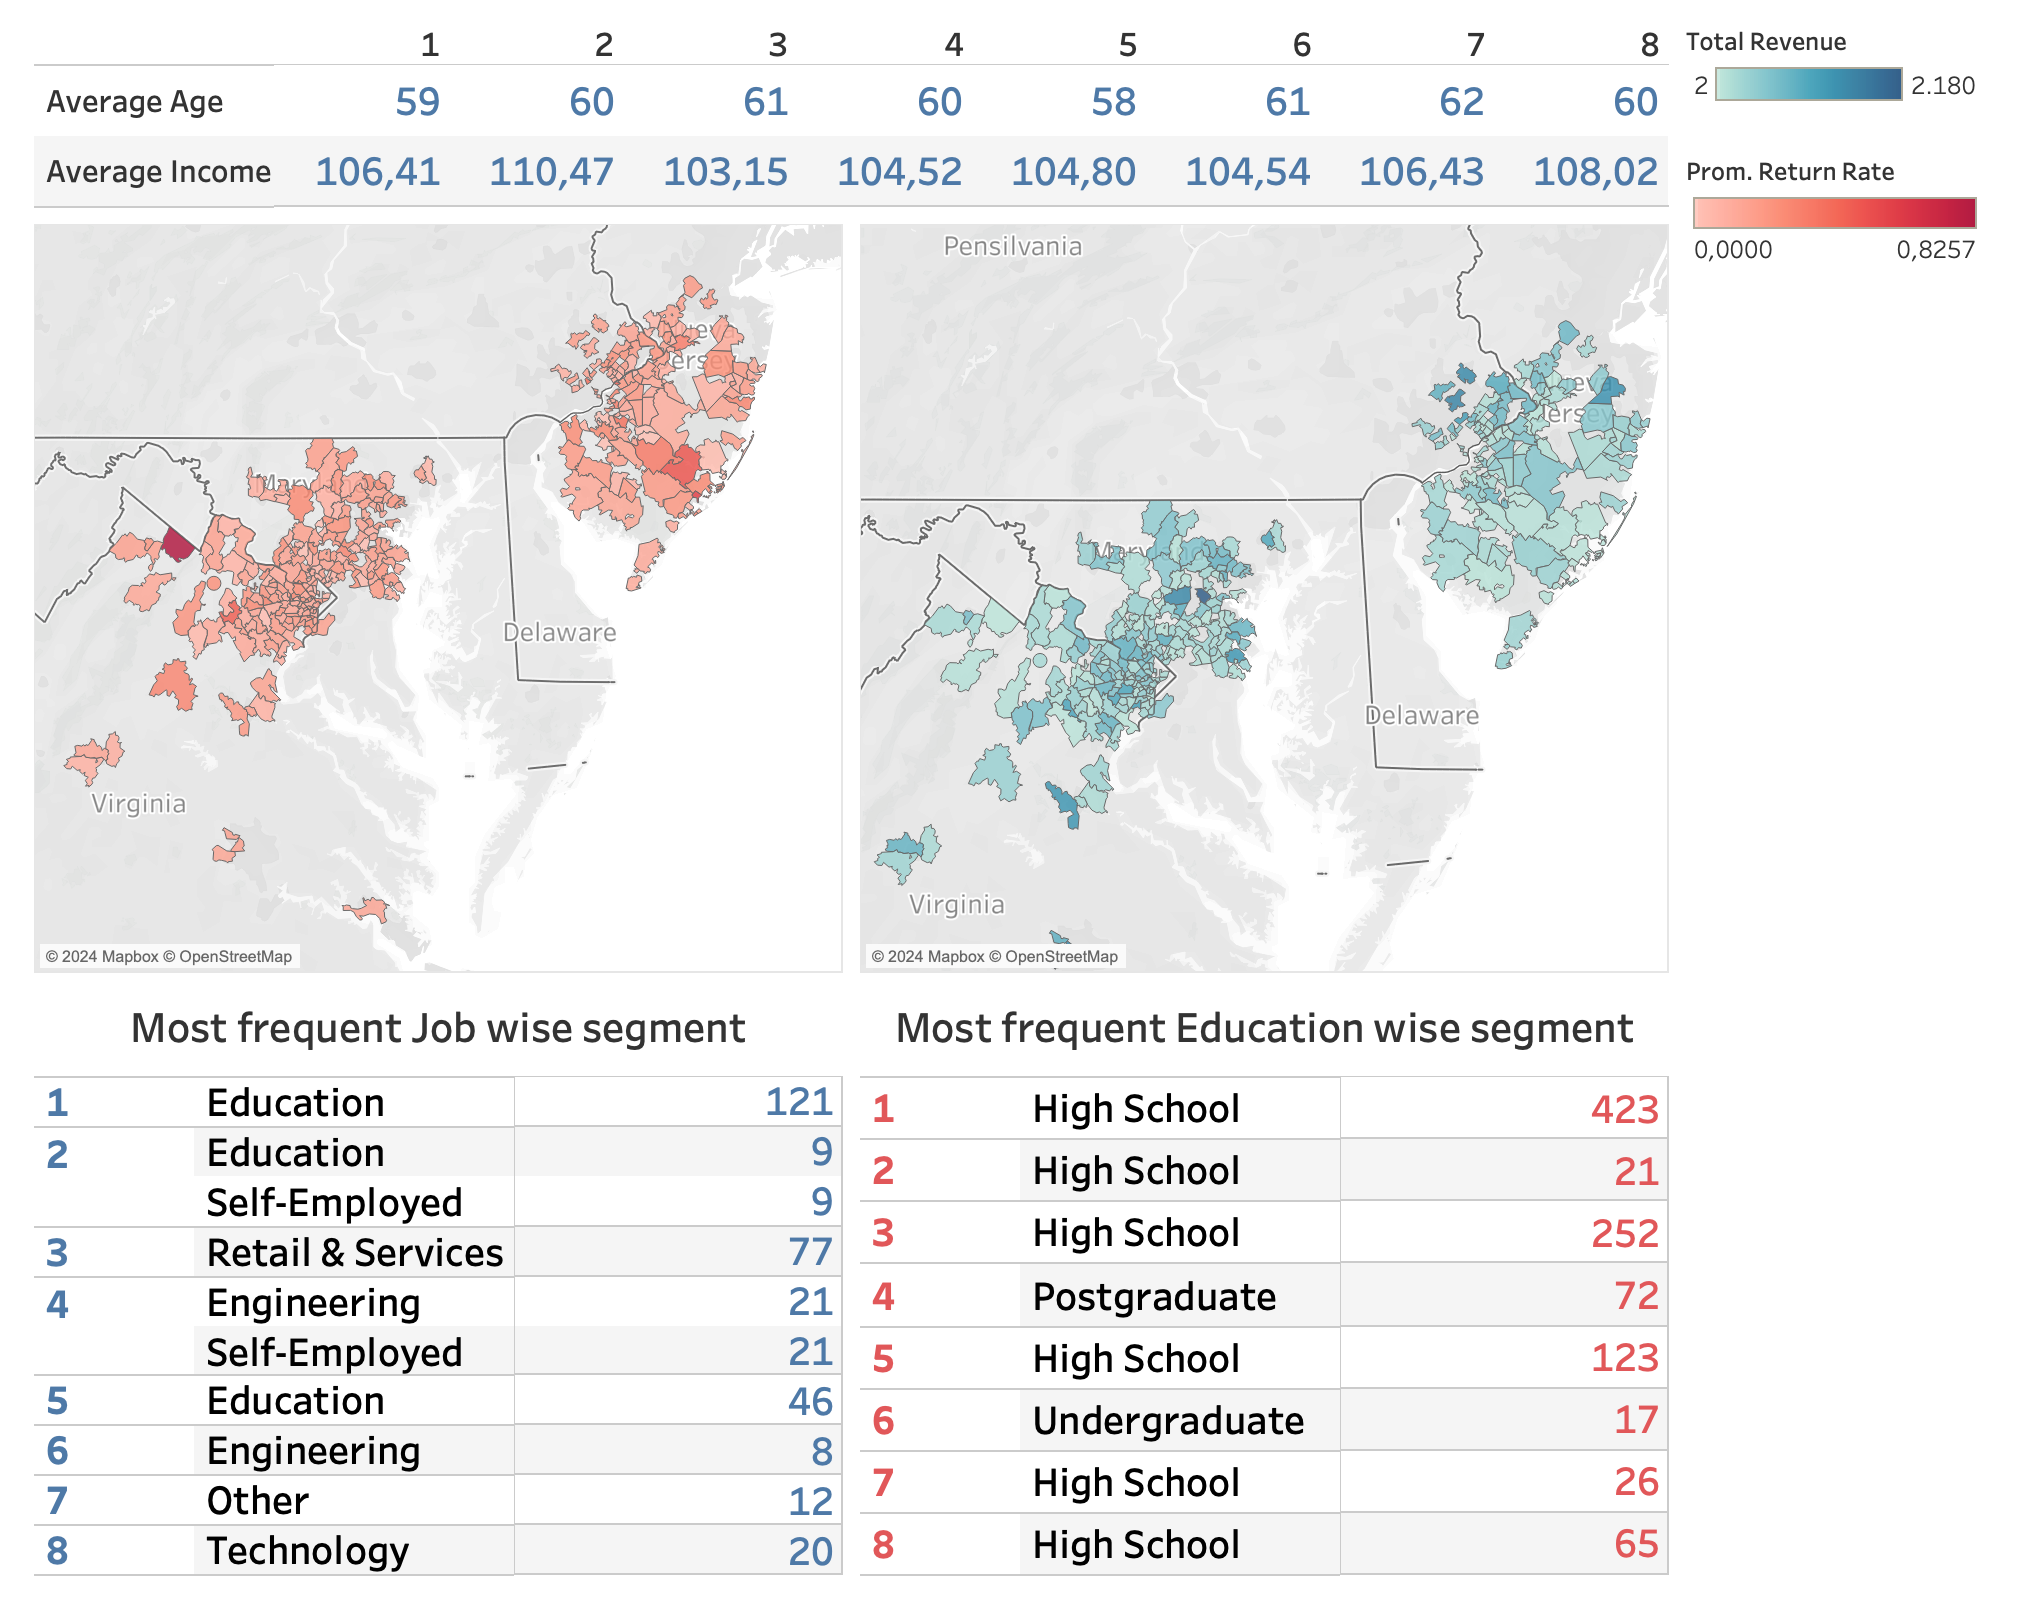 1 2 3 4 5 6 7 8
Average Age 59 60 61 60 58 61 62 60
Average Income 106,41 110,47 103,15 104,52 104,80 104,54 106,43 108,02
Total Revenue
2 2.180
Prom. Return Rate
0,0000 0,8257
Delaware
Virginia
© 2024 Mapbox © OpenStreetMap
Pensilvania
Delaware
Virginia
© 2024 Mapbox © OpenStreetMap
Most frequent Job wise segment
1 Education 121
2 Education 9
Self-Employed 9
3 Retail & Services 77
4 Engineering 21
Self-Employed 21
5 Education 46
6 Engineering 8
7 Other 12
8 Technology 20
Most frequent Education wise segment
1 High School 423
2 High School 21
3 High School 252
4 Postgraduate 72
5 High School 123
6 Undergraduate 17
7 High School 26
8 High School 65